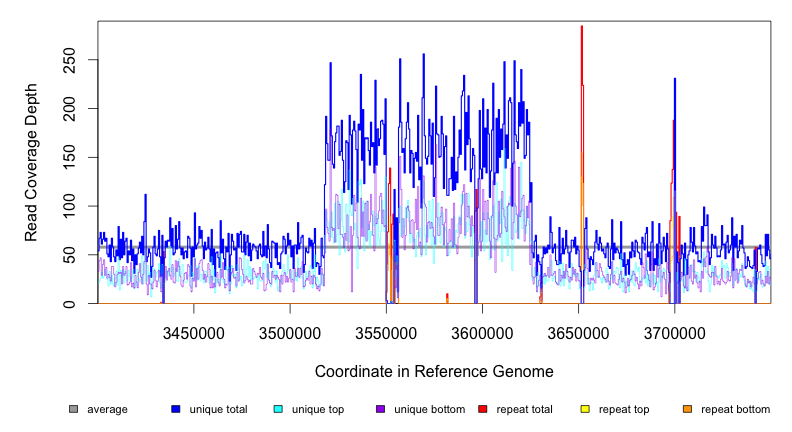 Read Coverage Depth
250
200
150
100
50
0
3450000 3500000 3550000 3600000 3650000 3700000
Coordinate in Reference Genome
average unique total unique top unique bottom repeat total repeat top repeat bottom